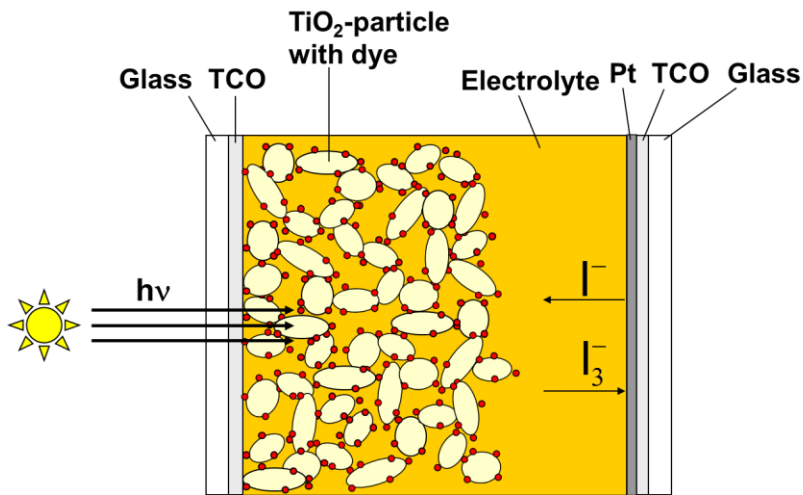 TiO₂-particle
with dye
Glass TCO
Electrolyte Pt TCO Glass
hν
I⁻
I₃⁻